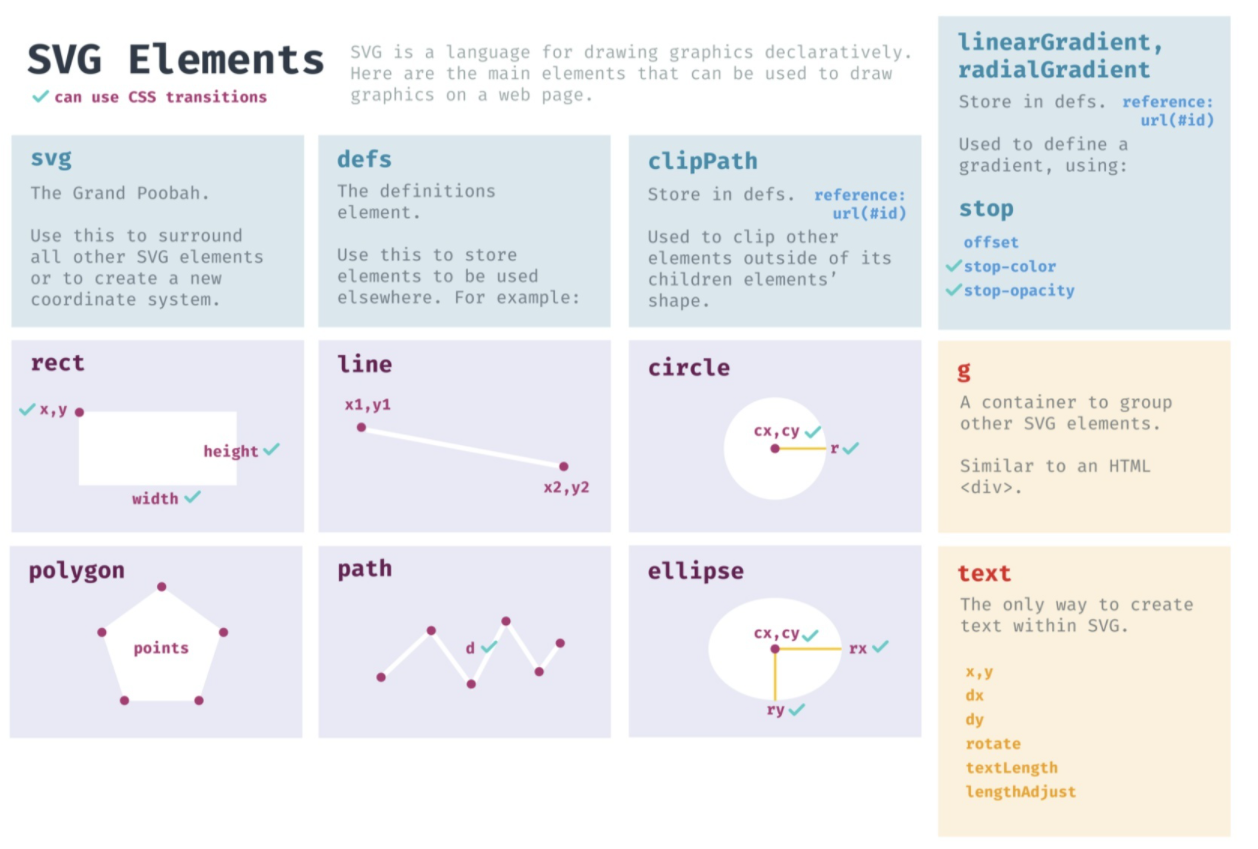 SVG Elements
✓ can use CSS transitions
SVG is a language for drawing graphics declaratively.
Here are the main elements that can be used to draw
graphics on a web page.
svg
The Grand Poobah.
Use this to surround
all other SVG elements
or to create a new
coordinate system.
defs
The definitions
element.
Use this to store
elements to be used
elsewhere. For example:
clipPath
Store in defs. reference:
url(#id)
Used to clip other
elements outside of its
children elements’
shape.
linearGradient,
radialGradient
Store in defs. reference:
url(#id)
Used to define a
gradient, using:
stop
offset
✓ stop-color
✓ stop-opacity
rect
✓ x,y
height ✓
width ✓
line
x1,y1
x2,y2
circle
cx,cy ✓
r ✓
g
A container to group
other SVG elements.
Similar to an HTML
<div>.
polygon
points
path
d ✓
ellipse
cx,cy ✓
rx ✓
ry ✓
text
The only way to create
text within SVG.
x,y
dx
dy
rotate
textLength
lengthAdjust